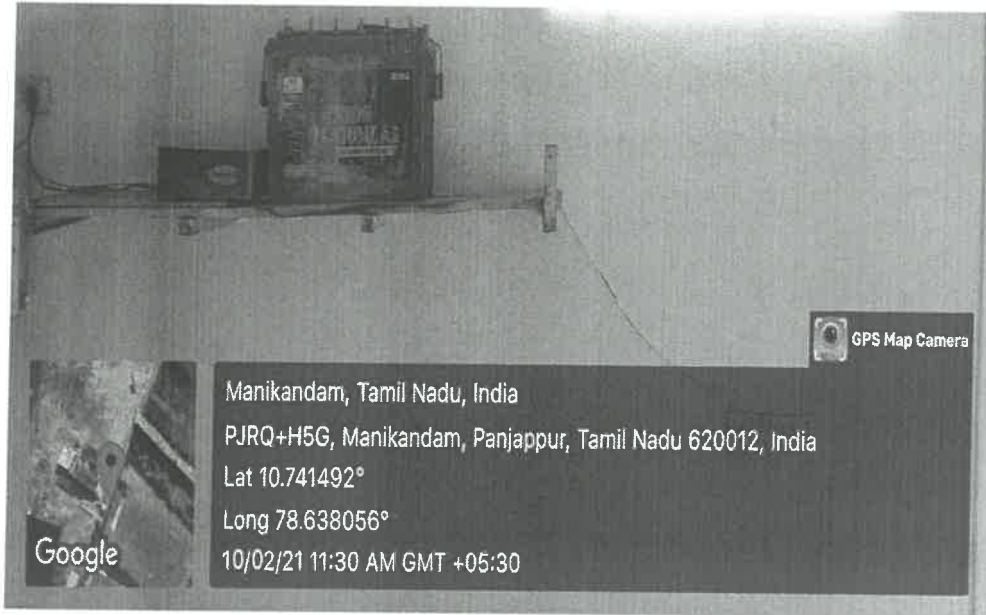 GPS Map Camera
Manikandam, Tamil Nadu, India
PJRQ+H5G, Manikandam, Panjappur, Tamil Nadu 620012, India
Lat 10.741492°
Long 78.638056°
10/02/21 11:30 AM GMT +05:30
Google